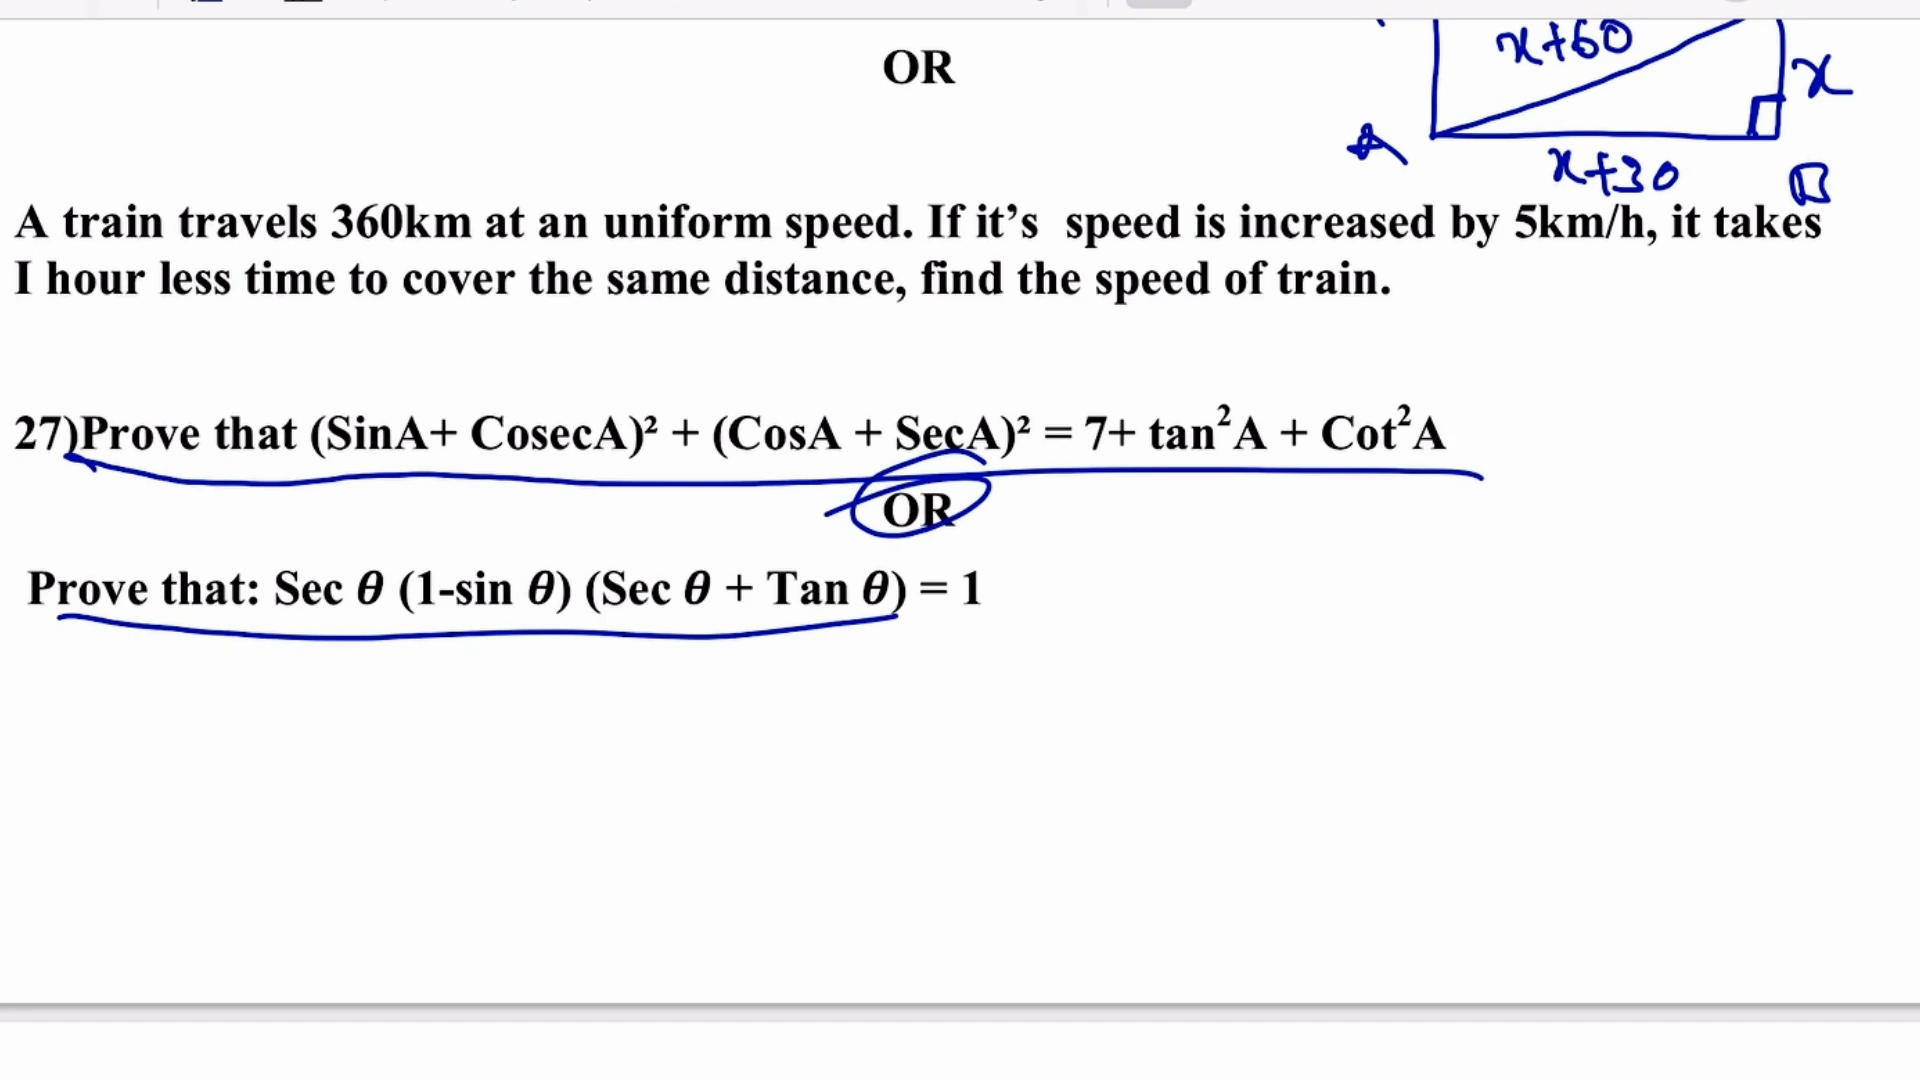 x+60
OR
x
A
x+30
B
A train travels 360km at an uniform speed. If it’s speed is increased by 5km/h, it takes
I hour less time to cover the same distance, find the speed of train.
27)Prove that (SinA+ CosecA)² + (CosA + SecA)² = 7+ tan²A + Cot²A
OR
Prove that: Sec θ (1-sin θ) (Sec θ + Tan θ) = 1